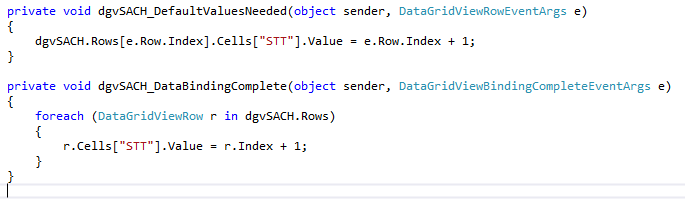 private void dgvSACH_DefaultValuesNeeded(object sender, DataGridViewRowEventArgs e)
{
    dgvSACH.Rows[e.Row.Index].Cells["STT"].Value = e.Row.Index + 1;
}
private void dgvSACH_DataBindingComplete(object sender, DataGridViewBindingCompleteEventArgs e)
{
    foreach (DataGridViewRow r in dgvSACH.Rows)
    {
        r.Cells["STT"].Value = r.Index + 1;
    }
}